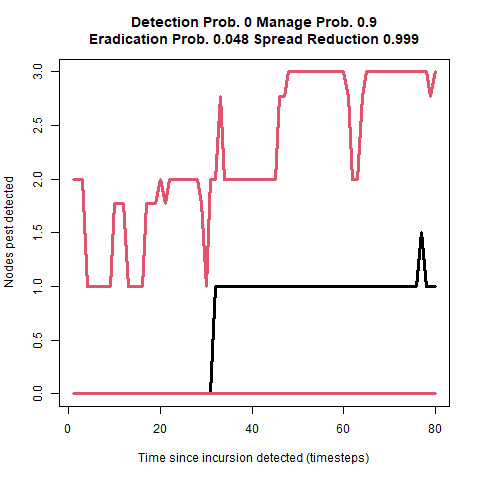 Detection Prob. 0 Manage Prob. 0.9
Eradication Prob. 0.048 Spread Reduction 0.999
Nodes pest detected
3.0
2.5
2.0
1.5
1.0
0.5
0.0
0 20 40 60 80
Time since incursion detected (timesteps)